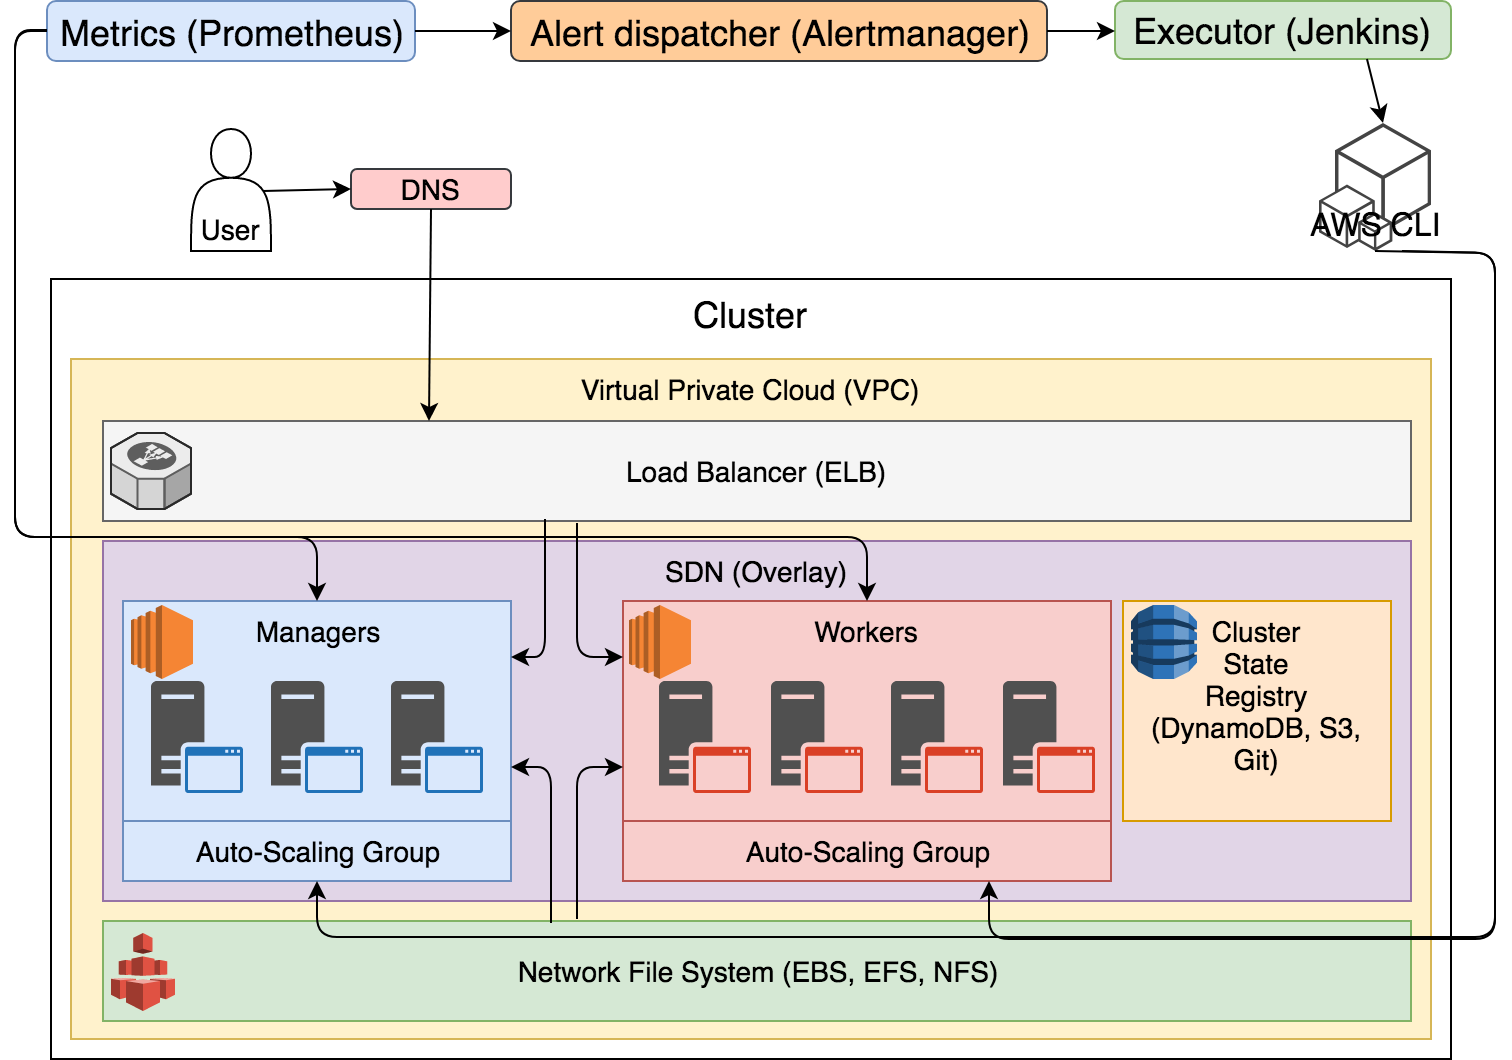 Metrics (Prometheus)
Alert dispatcher (Alertmanager)
Executor (Jenkins)
User
DNS
AWS CLI
Cluster
Virtual Private Cloud (VPC)
Load Balancer (ELB)
SDN (Overlay)
Managers
Workers
Cluster
State
Registry
(DynamoDB, S3,
Git)
Auto-Scaling Group
Auto-Scaling Group
Network File System (EBS, EFS, NFS)